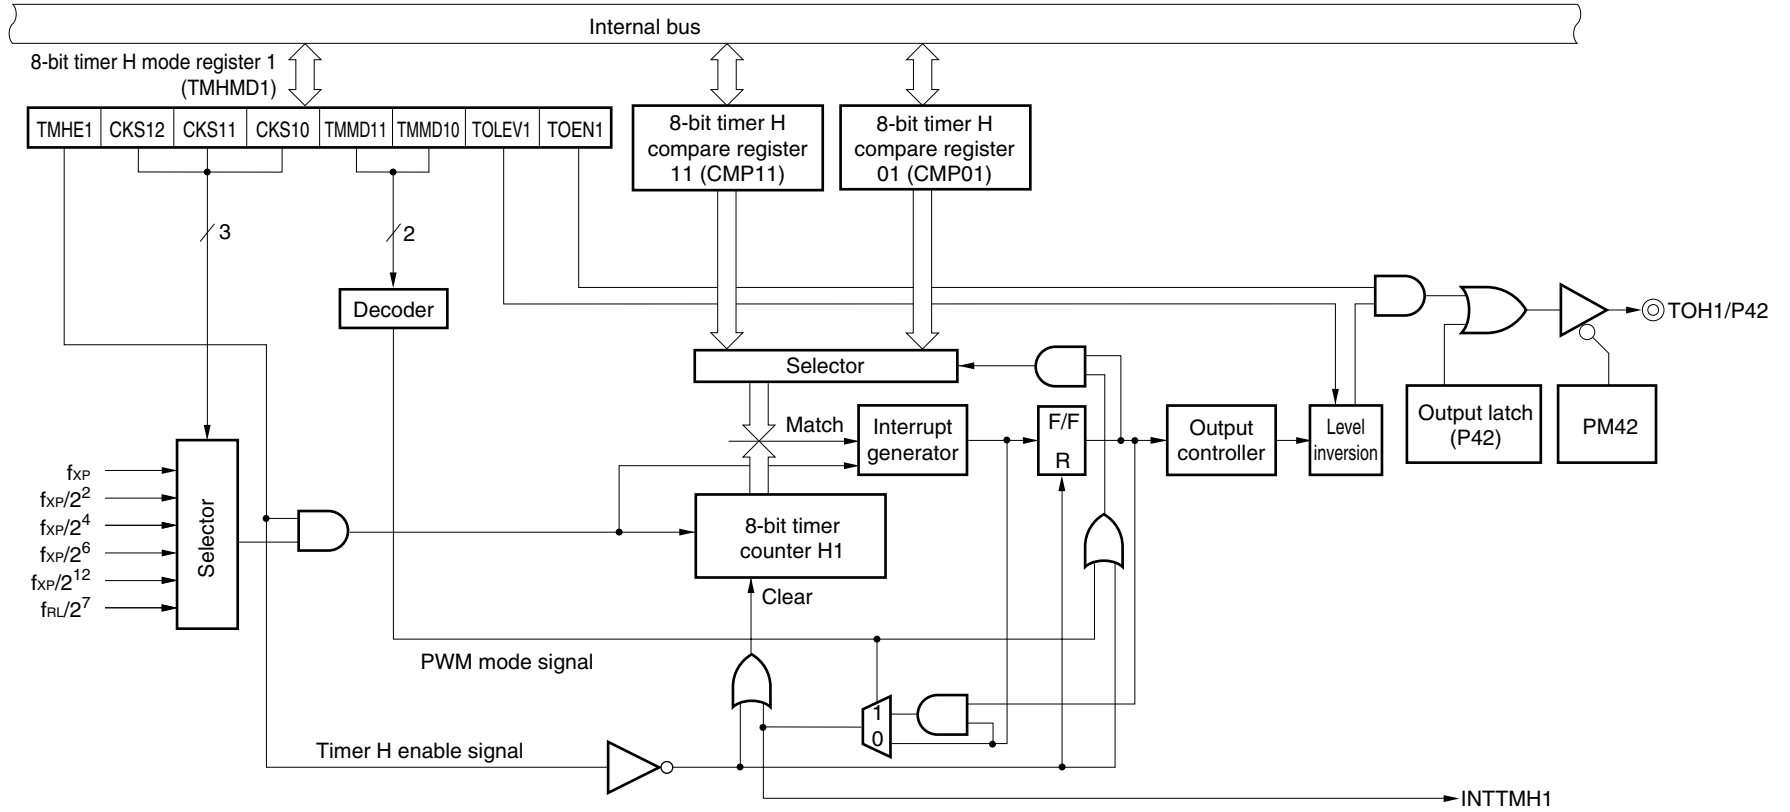 Internal bus
8-bit timer H mode register 1
(TMHMD1)
TMHE1 CKS12 CKS11 CKS10 TMMD11 TMMD10 TOLEV1 TOEN1
8-bit timer H
compare register
11 (CMP11)
8-bit timer H
compare register
01 (CMP01)
3
2
Decoder
TOH1/P42
Selector
Match
Interrupt
generator
F/F
R
Output
controller
Level
inversion
Output latch
(P42)
PM42
fXP
fXP/2²
fXP/2⁴
fXP/2⁶
fXP/2¹²
fRL/2⁷
Selector
8-bit timer
counter H1
Clear
PWM mode signal
1
0
Timer H enable signal
INTTMH1